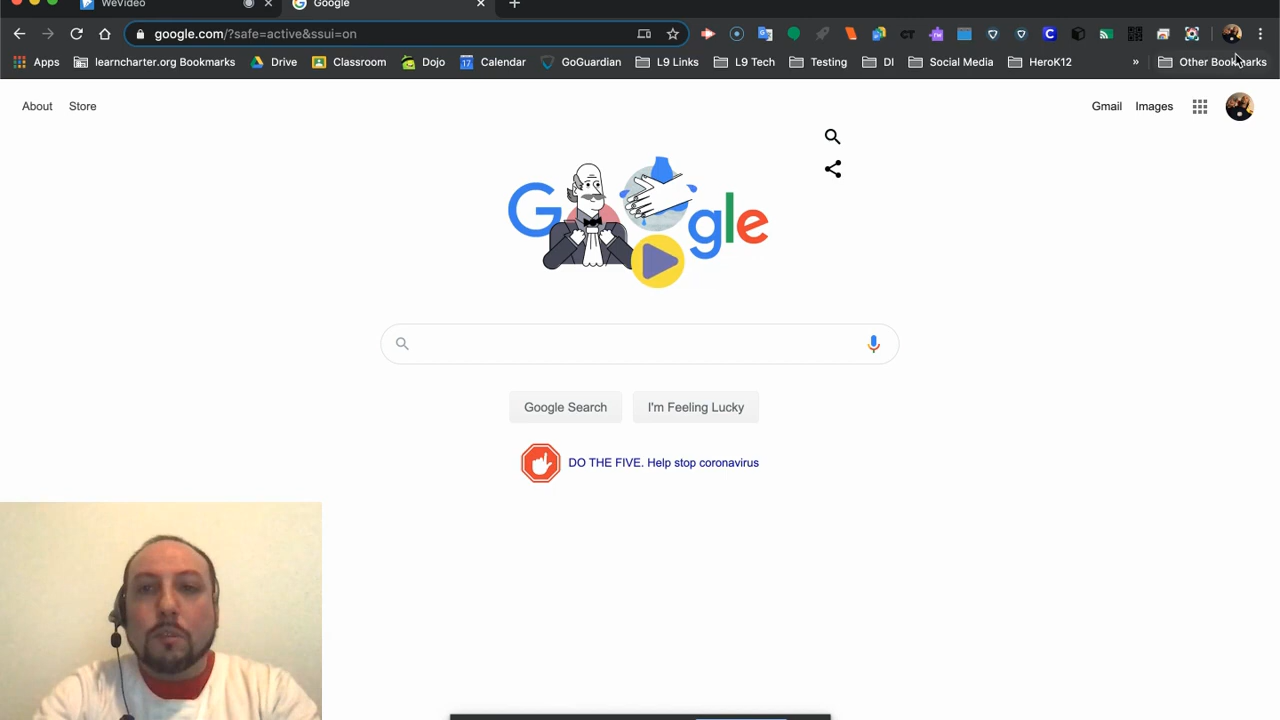 WeVideo
Google
google.com/?safe=active&ssui=on
Apps learncharter.org Bookmarks Drive Classroom Dojo Calendar GoGuardian L9 Links L9 Tech Testing DI Social Media HeroK12 » Other Bookmarks
About Store Gmail Images
Google Search I'm Feeling Lucky
DO THE FIVE. Help stop coronavirus